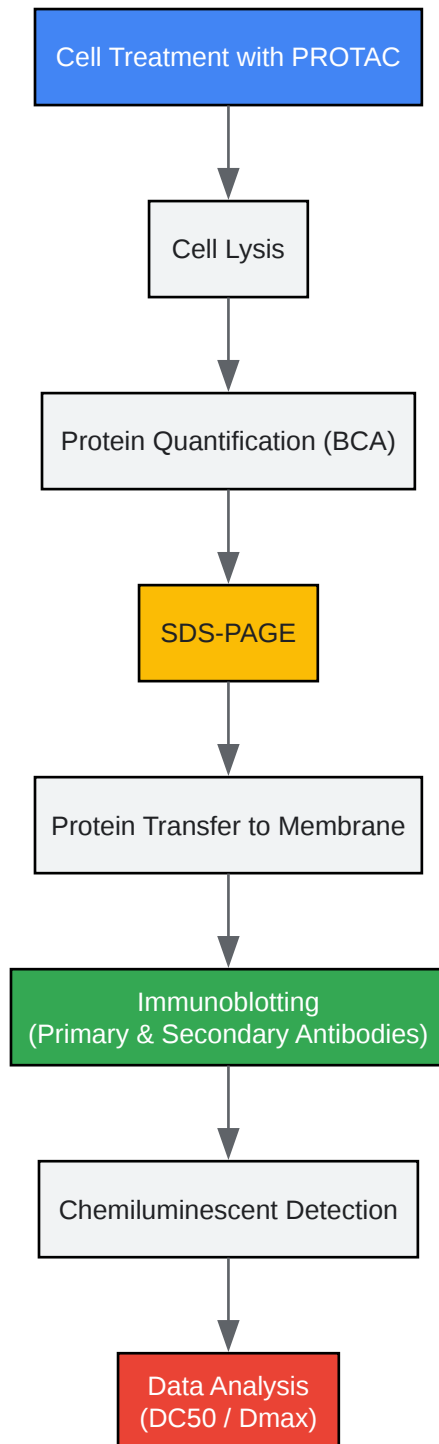 Cell Treatment with PROTAC
Cell Lysis
Protein Quantification (BCA)
SDS-PAGE
Protein Transfer to Membrane
Immunoblotting
(Primary & Secondary Antibodies)
Chemiluminescent Detection
Data Analysis
(DC50 / Dmax)